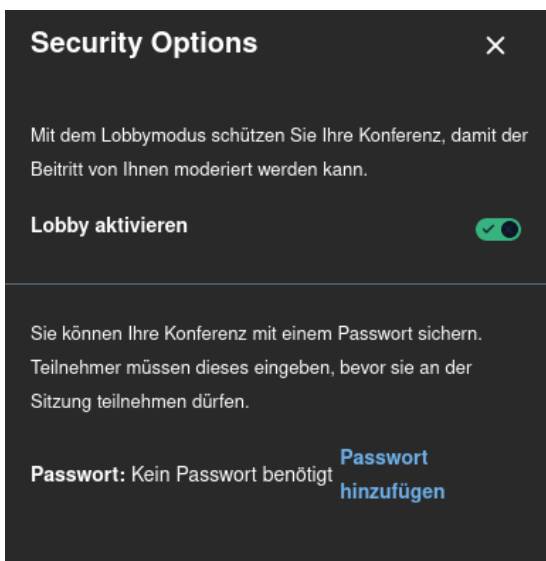 Security Options
Mit dem Lobbymodus schützen Sie Ihre Konferenz, damit der
Beitritt von Ihnen moderiert werden kann.
Lobby aktivieren
Sie können Ihre Konferenz mit einem Passwort sichern.
Teilnehmer müssen dieses eingeben, bevor sie an der
Sitzung teilnehmen dürfen.
Passwort: Kein Passwort benötigt
Passwort
hinzufügen